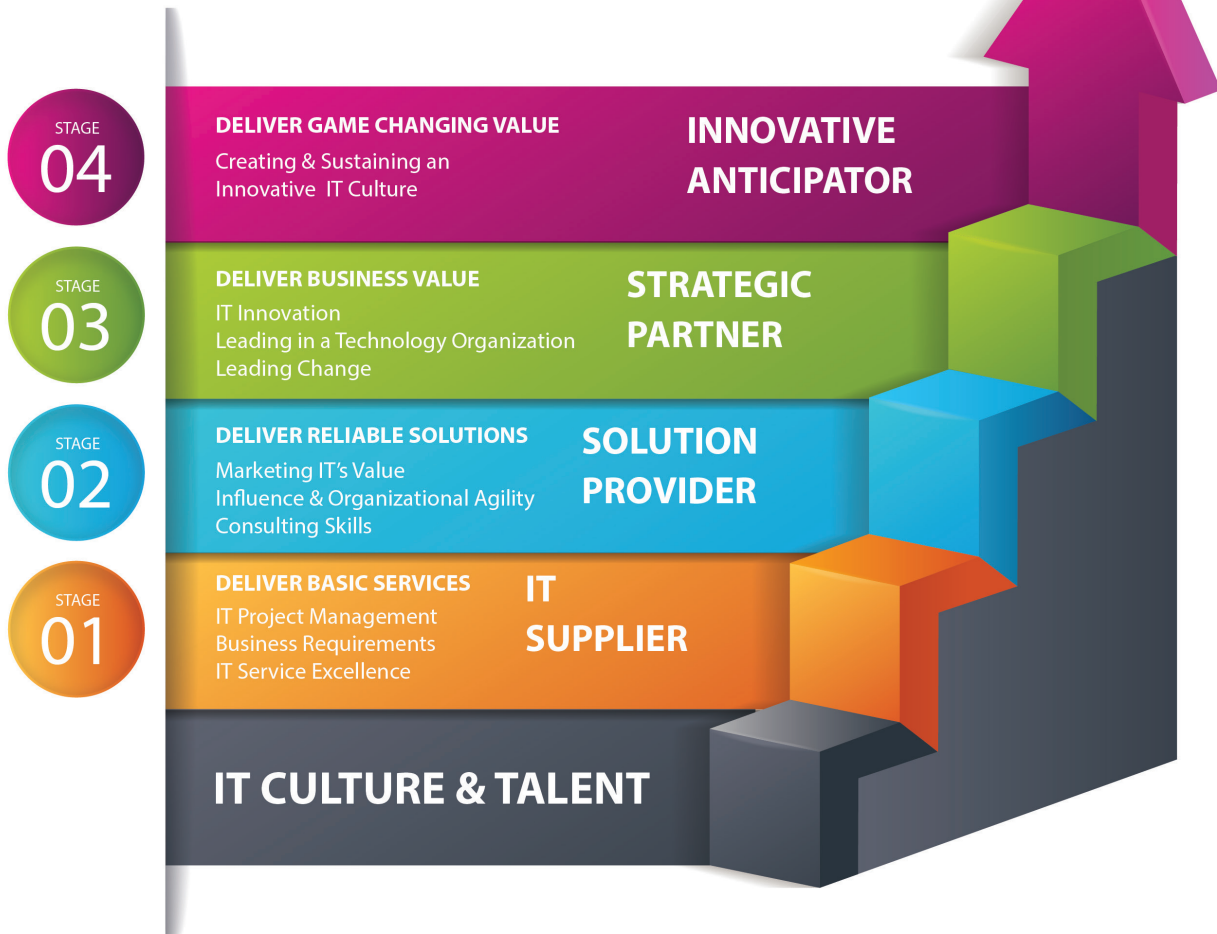 STAGE
04
DELIVER GAME CHANGING VALUE
Creating & Sustaining an
Innovative IT Culture
INNOVATIVE
ANTICIPATOR
STAGE
03
DELIVER BUSINESS VALUE
IT Innovation
Leading in a Technology Organization
Leading Change
STRATEGIC
PARTNER
STAGE
02
DELIVER RELIABLE SOLUTIONS
Marketing IT’s Value
Influence & Organizational Agility
Consulting Skills
SOLUTION
PROVIDER
STAGE
01
DELIVER BASIC SERVICES
IT Project Management
Business Requirements
IT Service Excellence
IT
SUPPLIER
IT CULTURE & TALENT